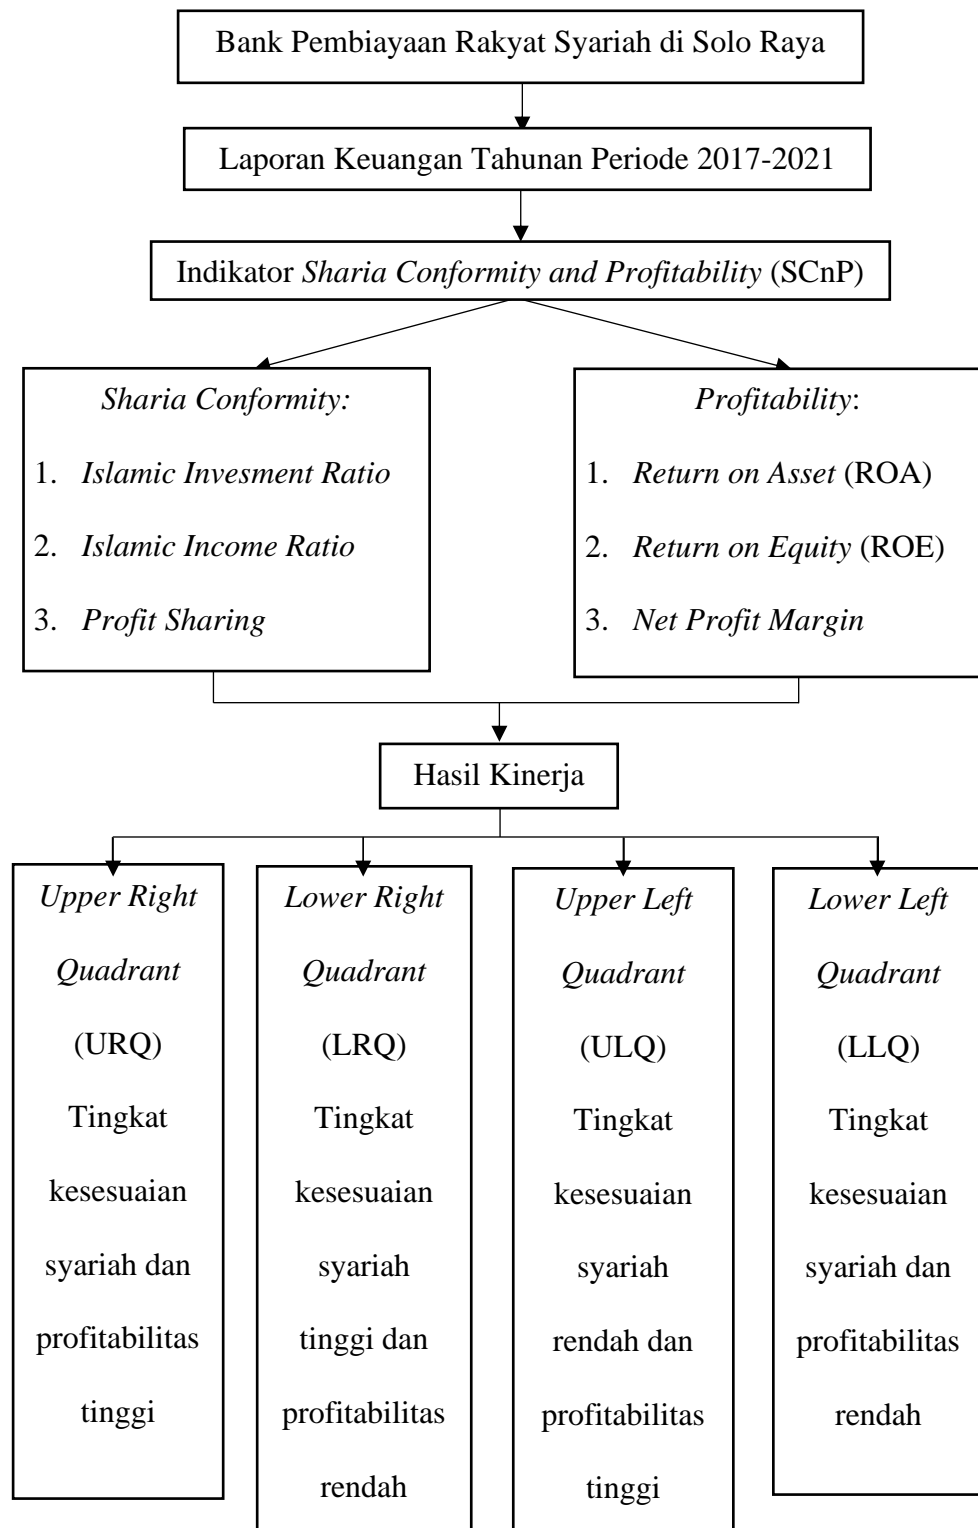 Bank Pembiayaan Rakyat Syariah di Solo Raya
Laporan Keuangan Tahunan Periode 2017-2021
Indikator Sharia Conformity and Profitability (SCnP)
Sharia Conformity:
1. Islamic Invesment Ratio
2. Islamic Income Ratio
3. Profit Sharing
Profitability:
1. Return on Asset (ROA)
2. Return on Equity (ROE)
3. Net Profit Margin
Hasil Kinerja
Upper Right
Quadrant
(URQ)
Tingkat
kesesuaian
syariah dan
profitabilitas
tinggi
Lower Right
Quadrant
(LRQ)
Tingkat
kesesuaian
syariah
tinggi dan
profitabilitas
rendah
Upper Left
Quadrant
(ULQ)
Tingkat
kesesuaian
syariah
rendah dan
profitabilitas
tinggi
Lower Left
Quadrant
(LLQ)
Tingkat
kesesuaian
syariah dan
profitabilitas
rendah